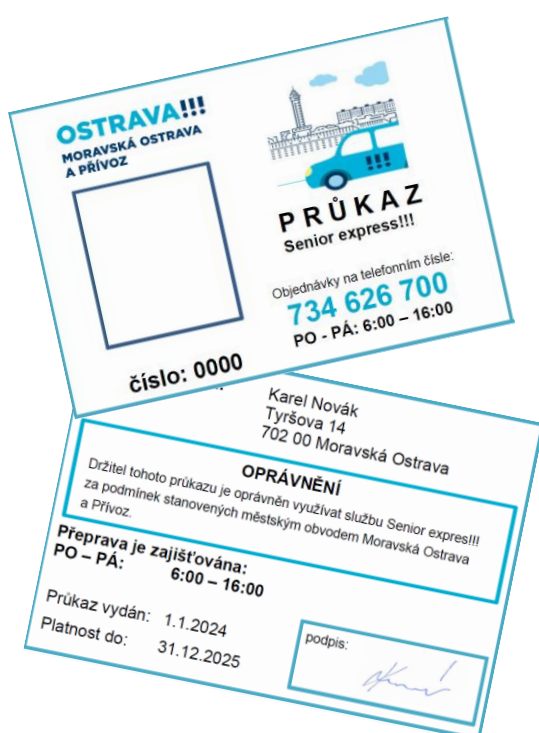 OSTRAVA!!!
MORAVSKÁ OSTRAVA
A PŘÍVOZ
!!!
PRŮKAZ
Senior express!!!
Objednávky na telefonním čísle:
734 626 700
PO - PÁ: 6:00 – 16:00
číslo: 0000
Karel Novák
Tyršova 14
702 00 Moravská Ostrava
OPRÁVNĚNÍ
Držitel tohoto průkazu je oprávněn využívat službu Senior expres!!!
za podmínek stanovených městským obvodem Moravská Ostrava
a Přívoz.
Přeprava je zajišťována:
PO – PÁ: 6:00 – 16:00
Průkaz vydán: 1.1.2024
Platnost do: 31.12.2025
podpis: